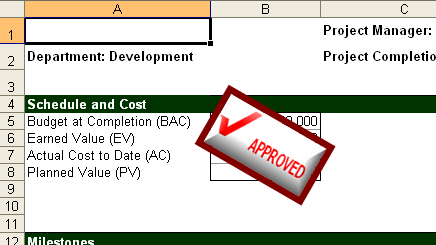 A B C
1 Project Manager:
2 Department: Development Project Completio
3
4 Schedule and Cost
5 Budget at Completion (BAC)
6 Earned Value (EV)
7 Actual Cost to Date (AC)
8 Planned Value (PV)
APPROVED
9
10
11
12 Milestones